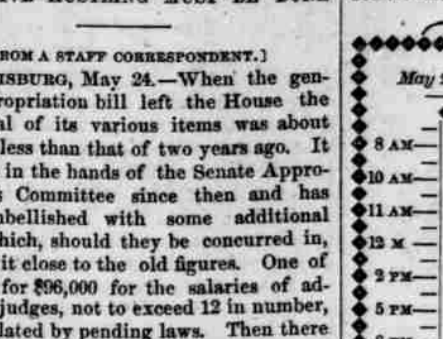 ROM A STAFF CORRESPONDENT.]
ISBURG, May 24.—When the gen-
ropriation bill left the House the
al of its various items was about
less than that of two years ago. It
in the hands of the Senate Appro-
s Committee since then and has
mbellished with some additional
hich, should they be concurred in,
it close to the old figures. One of
for $96,000 for the salaries of ad-
judges, not to exceed 12 in number,
lated by pending laws. Then there
May
8 AM—
10 AM—
11 AM—
12 M —
2 PM—
5 PM—